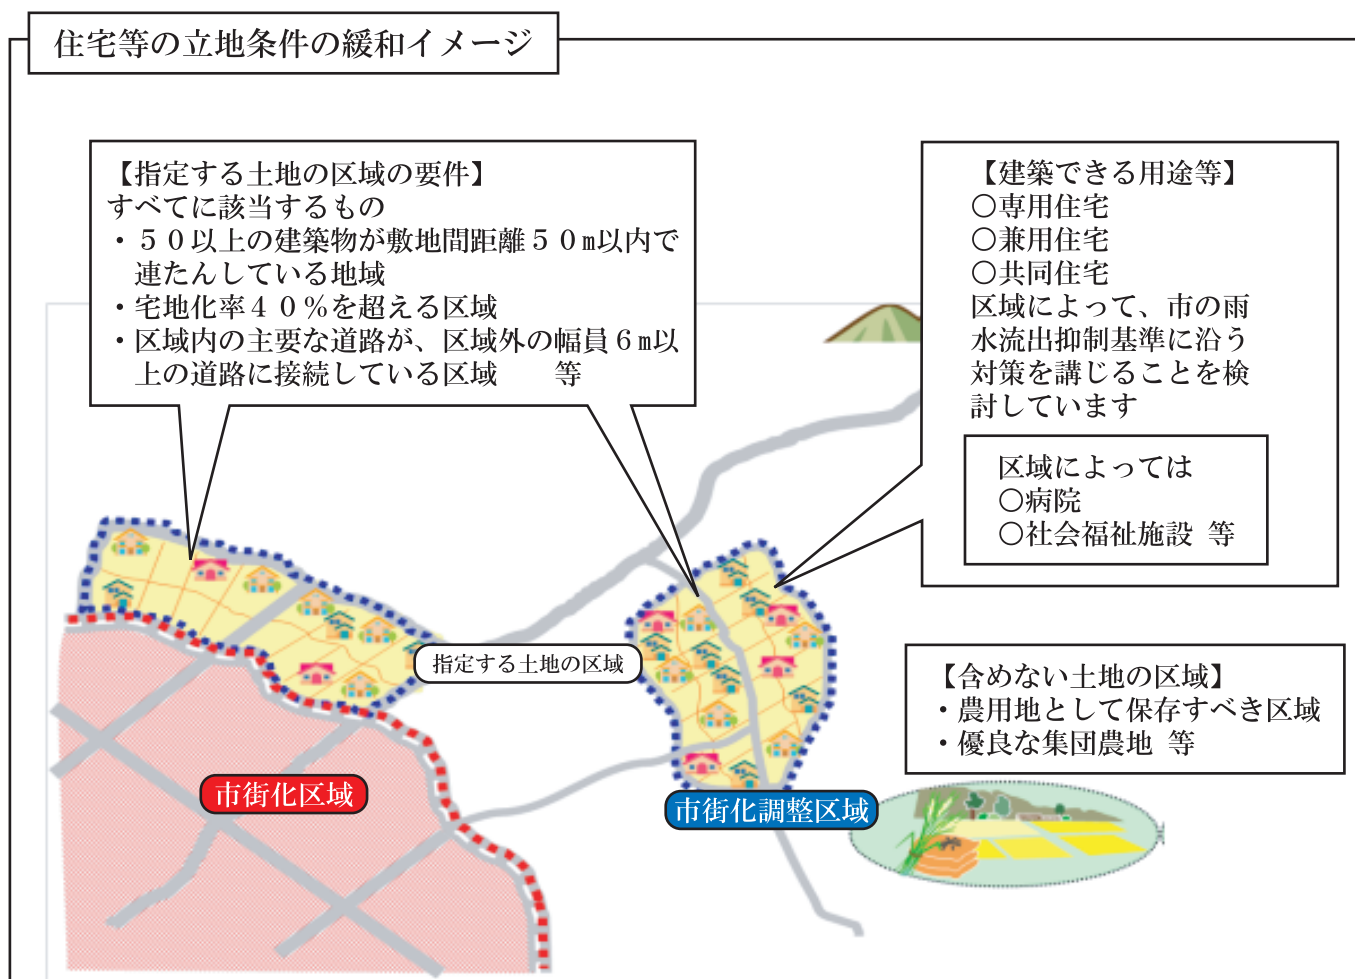 住宅等の立地条件の緩和イメージ
【指定する土地の区域の要件】
すべてに該当するもの
・５０以上の建築物が敷地間距離５０ｍ以内で
連たんしている地域
・宅地化率４０％を超える区域
・区域内の主要な道路が、区域外の幅員６ｍ以
上の道路に接続している区域　　等
【建築できる用途等】
○専用住宅
○兼用住宅
○共同住宅
区域によって、市の雨
水流出抑制基準に沿う
対策を講じることを検
討しています
区域によっては
○病院
○社会福祉施設 等
指定する土地の区域
【含めない土地の区域】
・農用地として保存すべき区域
・優良な集団農地 等
市街化区域
市街化調整区域